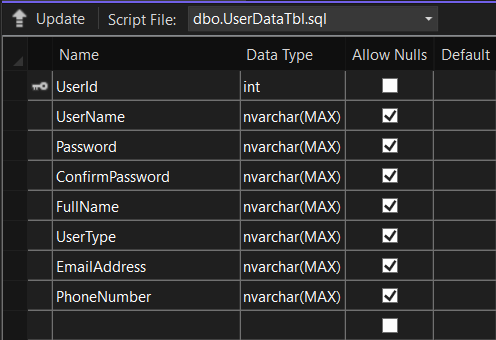 Update Script File: dbo.UserDataTbl.sql
Name Data Type Allow Nulls Default
UserId int
UserName nvarchar(MAX)
Password nvarchar(MAX)
ConfirmPassword nvarchar(MAX)
FullName nvarchar(MAX)
UserType nvarchar(MAX)
EmailAddress nvarchar(MAX)
PhoneNumber nvarchar(MAX)